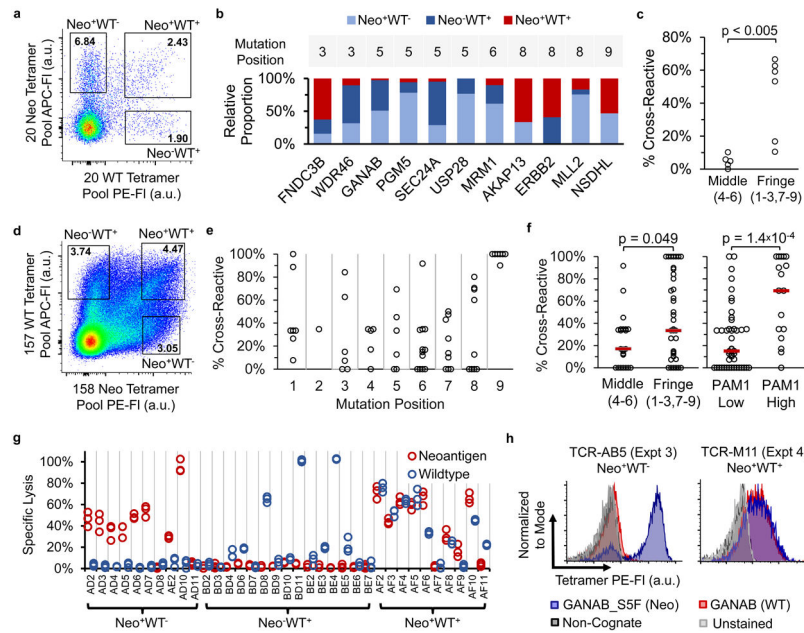 a
Neo⁺WT⁻
Neo⁺WT⁺
6.84
2.43
1.90
Neo⁻WT⁺
20 Neo Tetramer
Pool APC-Fl (a.u.)
20 WT Tetramer
Pool PE-Fl (a.u.)
b
Neo⁺WT⁻ Neo⁻WT⁺ Neo⁺WT⁺
Mutation
Position
3 3 5 5 5 5 6 8 8 8 9
Relative
Proportion
100%
50%
0%
FNDC3B
WDR46
GANAB
PGM5
SEC24A
USP28
MRM1
AKAP13
ERBB2
MLL2
NSDHL
c
p < 0.005
% Cross-Reactive
80%
60%
40%
20%
0%
Middle
(4-6)
Fringe
(1-3,7-9)
d
Neo⁻WT⁺
Neo⁺WT⁺
3.74
4.47
3.05
Neo⁺WT⁻
157 WT Tetramer
Pool APC-Fl (a.u.)
158 Neo Tetramer
Pool PE-Fl (a.u.)
e
% Cross-Reactive
100%
80%
60%
40%
20%
0%
1 2 3 4 5 6 7 8 9
Mutation Position
f
p = 0.049
p = 1.4×10⁻⁴
% Cross-Reactive
100%
80%
60%
40%
20%
0%
Middle
(4-6)
Fringe
(1-3,7-9)
PAM1
Low
PAM1
High
g
Neoantigen
Wildtype
Specific Lysis
100%
80%
60%
40%
20%
0%
AD2 AD3 AD4 AD5 AD6 AD7 AD8 AE2 AD10 AD11 BD2 BD3 BD4 BD6 BD7 BD8 BD9 BD10 BD11 BE2 BE3 BE4 BE5 BE6 BE7 AF2 AF3 AF4 AF5 AF6 AF7 AF8 AF9 AF10 AF11
Neo⁺WT⁻
Neo⁻WT⁺
Neo⁺WT⁺
h
TCR-AB5 (Expt 3)
Neo⁺WT⁻
TCR-M11 (Expt 4
Neo⁺WT⁺
Normalized
to Mode
Tetramer PE-Fl (a.u.)
GANAB_S5F (Neo) GANAB (WT)
Non-Cognate Unstained